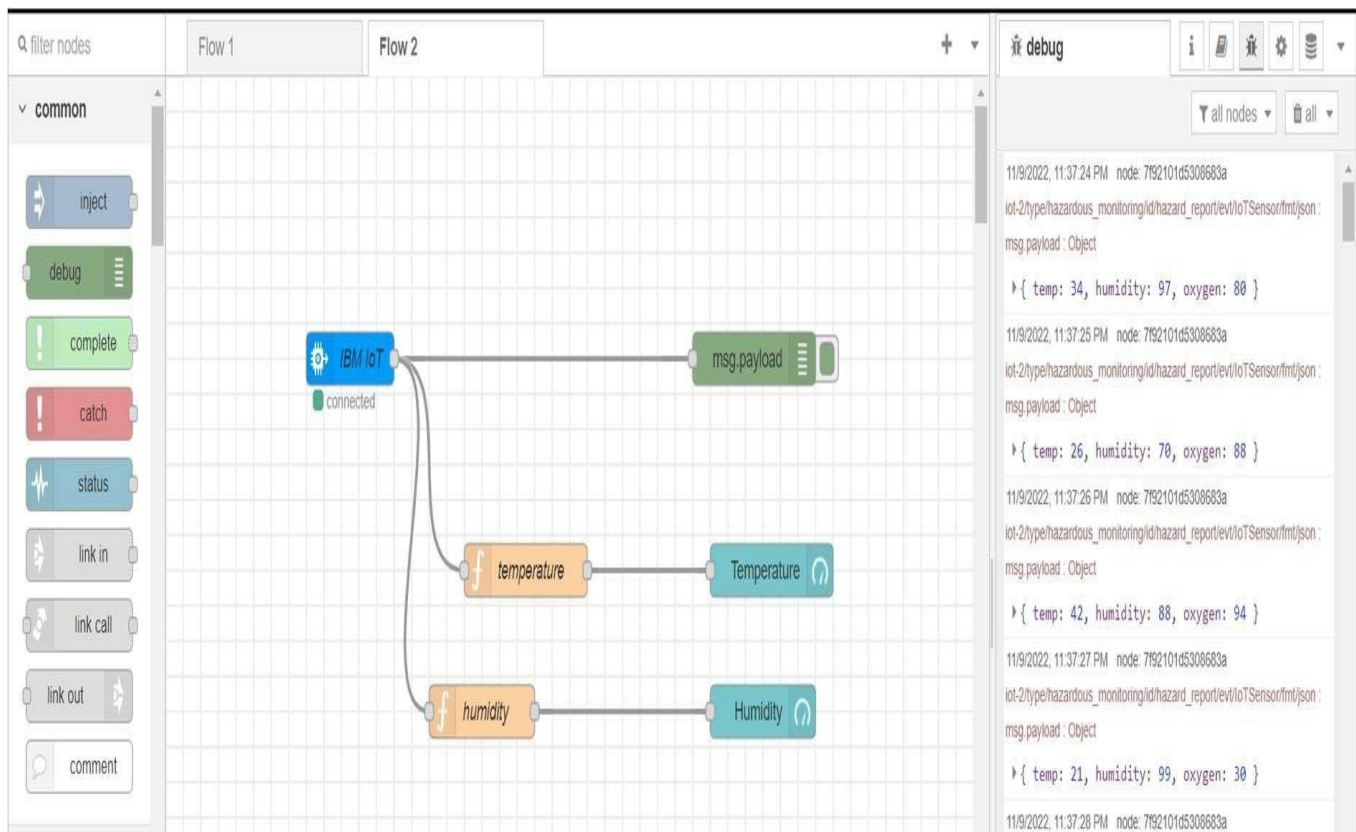 filter nodes
common
inject
debug
complete
catch
status
link in
link call
link out
comment
Flow 1
Flow 2
IBM IoT
connected
msg.payload
temperature
Temperature
humidity
Humidity
debug
i
all nodes
all
11/9/2022, 11:37:24 PM node: 7f92101d5308683a
iot-2/type/hazardous_monitoring/id/hazard_report/evt/IoTSensor/fmt/json :
msg.payload : Object
{ temp: 34, humidity: 97, oxygen: 80 }
11/9/2022, 11:37:25 PM node: 7f92101d5308683a
iot-2/type/hazardous_monitoring/id/hazard_report/evt/IoTSensor/fmt/json :
msg.payload : Object
{ temp: 26, humidity: 70, oxygen: 88 }
11/9/2022, 11:37:26 PM node: 7f92101d5308683a
iot-2/type/hazardous_monitoring/id/hazard_report/evt/IoTSensor/fmt/json :
msg.payload : Object
{ temp: 42, humidity: 88, oxygen: 94 }
11/9/2022, 11:37:27 PM node: 7f92101d5308683a
iot-2/type/hazardous_monitoring/id/hazard_report/evt/IoTSensor/fmt/json :
msg.payload : Object
{ temp: 21, humidity: 99, oxygen: 30 }
11/9/2022, 11:37:28 PM node: 7f92101d5308683a